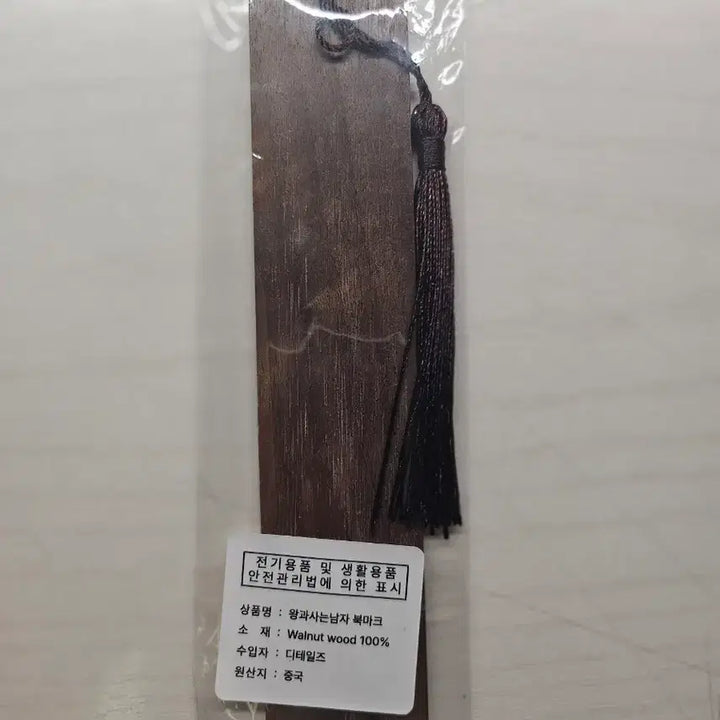 전기용품 및 생활용품
안전관리법에 의한 표시
상품명 : 왕과사는남자 북마크
소 재 : Walnut wood 100%
수입자 : 디테일즈
원산지 : 중국